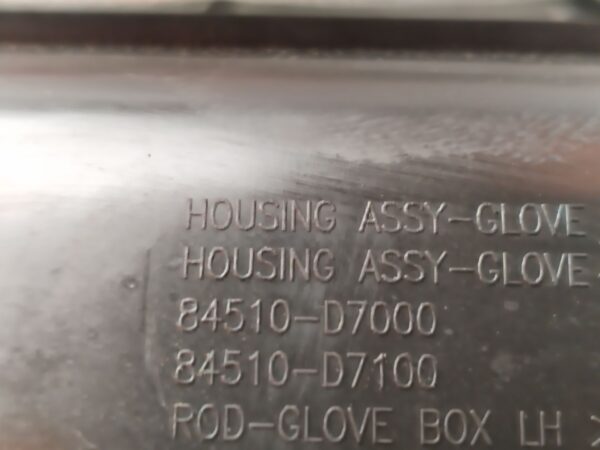 HOUSING ASSY-GLOVE
HOUSING ASSY-GLOVE
84510-D7000
84510-D7100
ROD-GLOVE BOX LH >